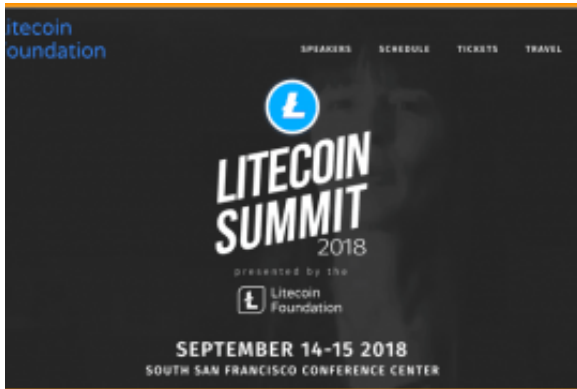 itecoin
oundation
SPEAKERS SCHEDULE TICKETS TRAVEL
LITECOIN
SUMMIT
2018
presented by the
Litecoin
Foundation
SEPTEMBER 14-15 2018
SOUTH SAN FRANCISCO CONFERENCE CENTER